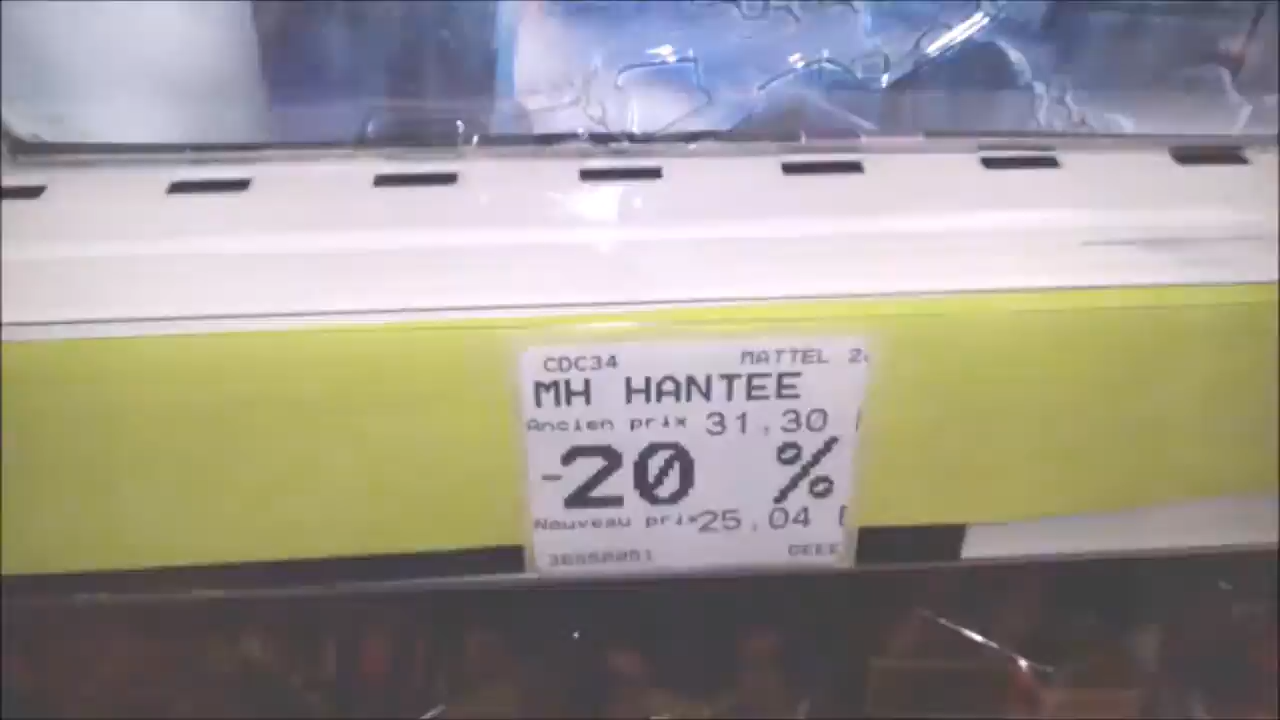 CDC34 MATTEL
MH HANTEE
Ancien prix 31,30
-20 %
Nouveau prix 25,04